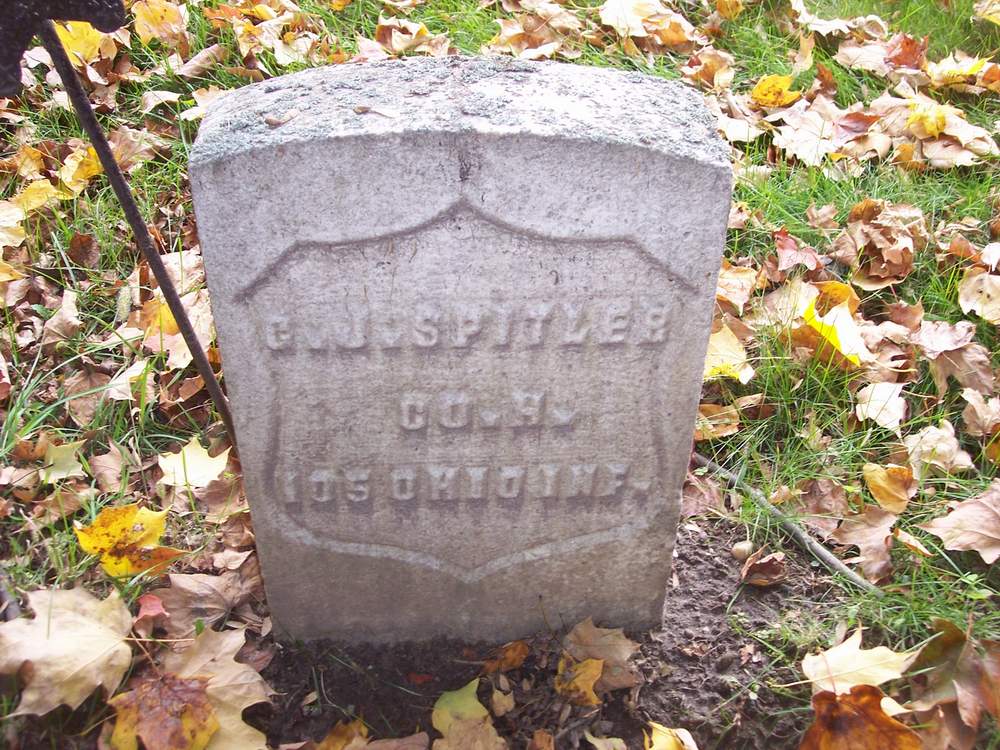 G.J.SPITLER
CO.H.
105 OHIO INF.